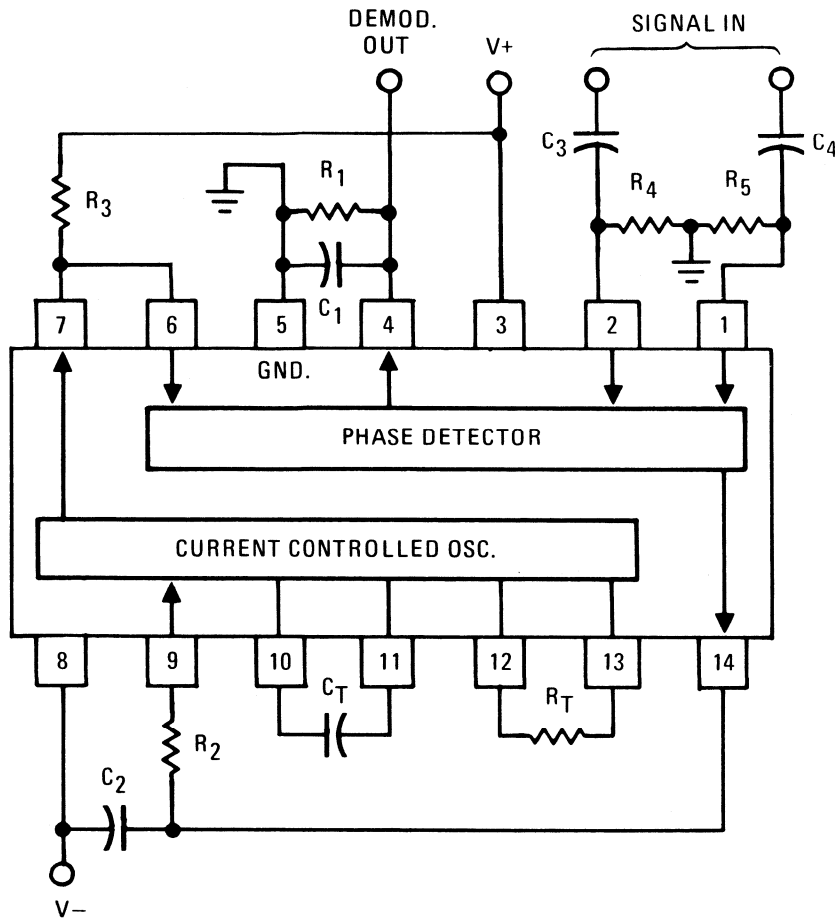 DEMOD.
OUT
V+
SIGNAL IN
C3
C4
R3
R1
R4
R5
C1
7
6
5
4
3
2
1
GND.
PHASE DETECTOR
CURRENT CONTROLLED OSC.
8
9
10
11
12
13
14
CT
RT
R2
C2
V−